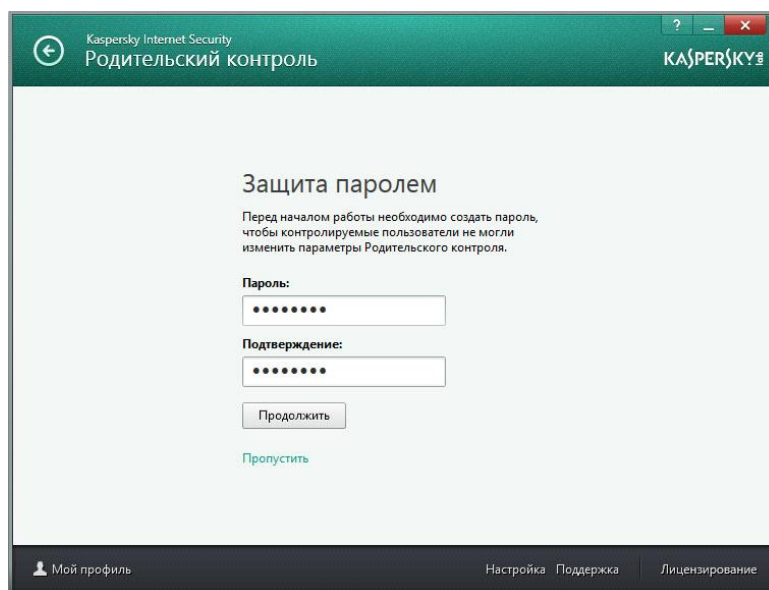 ?
Kaspersky Internet Security
Родительский контроль
KASPERSKY
Защита паролем
Перед началом работы необходимо создать пароль,
чтобы контролируемые пользователи не могли
изменить параметры Родительского контроля.
Пароль:
••••••••
Подтверждение:
••••••••
Продолжить
Пропустить
Мой профиль
Настройка Поддержка Лицензирование